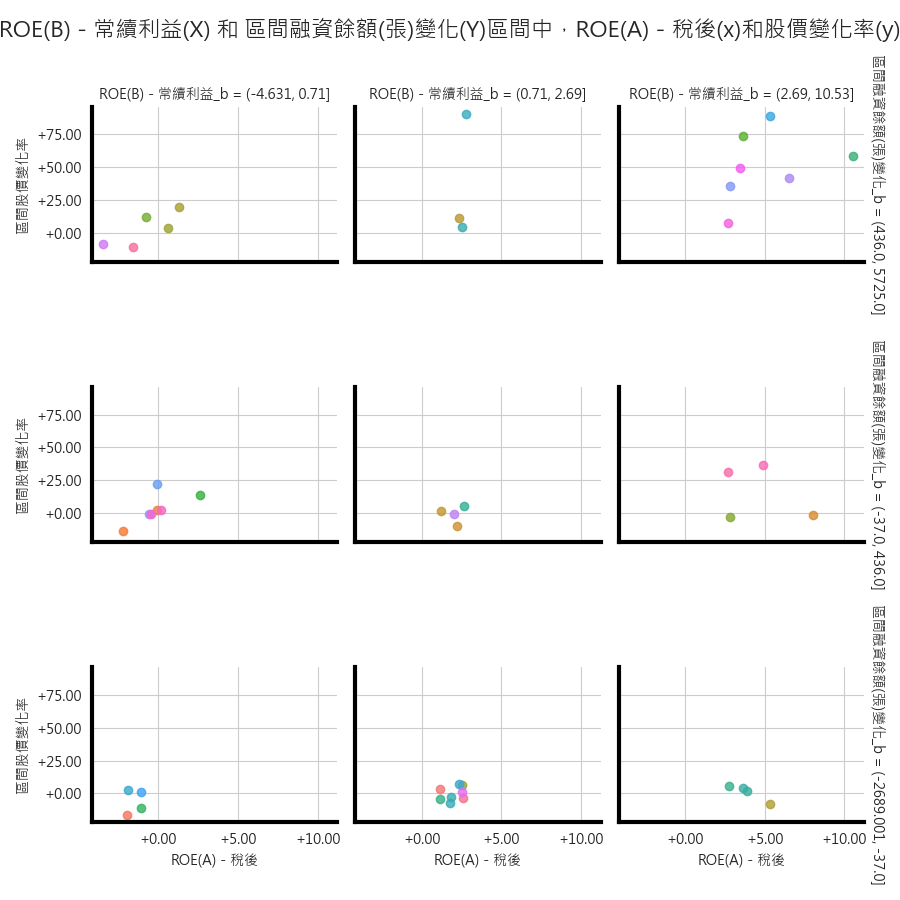 ROE(B) - 常續利益(X) 和 區間融資餘額(張)變化(Y)區間中，ROE(A) - 稅後(x)和股價變化率(y)
ROE(B) - 常續利益_b = (-4.631, 0.71]
ROE(B) - 常續利益_b = (0.71, 2.69]
ROE(B) - 常續利益_b = (2.69, 10.53]
區間融資餘額(張)變化_b = (436.0, 5725.0]
區間股價變化率
+75.00
+50.00
+25.00
+0.00
區間融資餘額(張)變化_b = (-37.0, 436.0]
區間股價變化率
+75.00
+50.00
+25.00
+0.00
區間融資餘額(張)變化_b = (-2689.001, -37.0]
區間股價變化率
+75.00
+50.00
+25.00
+0.00
+0.00 +5.00 +10.00
+0.00 +5.00 +10.00
+0.00 +5.00 +10.00
ROE(A) - 稅後
ROE(A) - 稅後
ROE(A) - 稅後